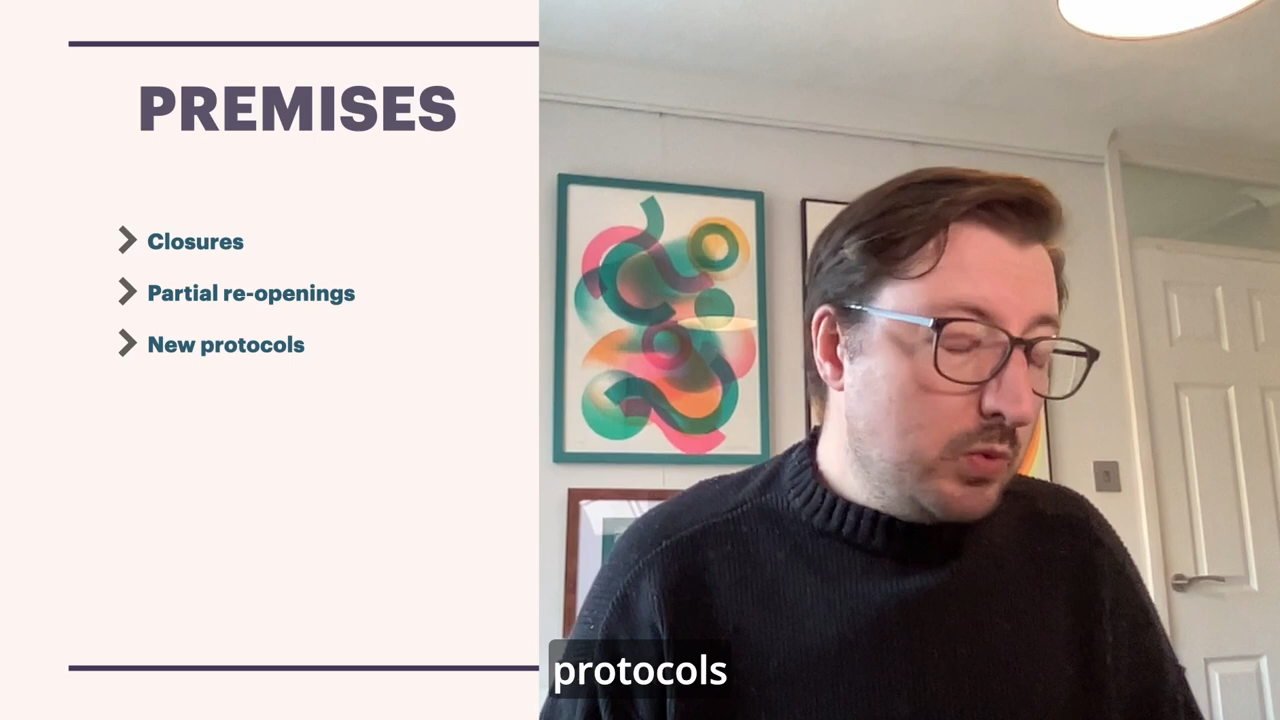 PREMISES
Closures
Partial re-openings
New protocols
protocols